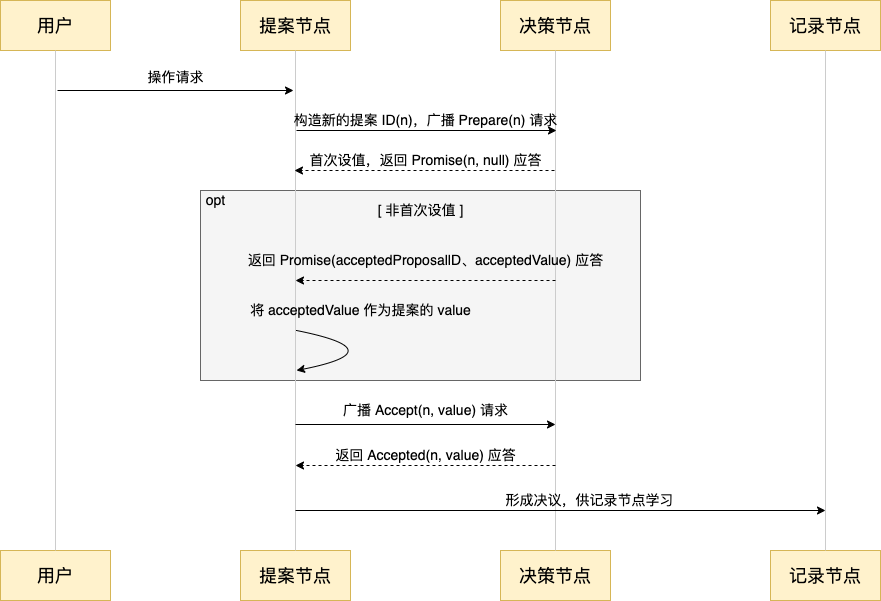 用户
提案节点
决策节点
记录节点
操作请求
构造新的提案 ID(n)，广播 Prepare(n) 请求
首次设值，返回 Promise(n, null) 应答
opt
[ 非首次设值 ]
返回 Promise(acceptedProposalID、acceptedValue) 应答
将 acceptedValue 作为提案的 value
广播 Accept(n, value) 请求
返回 Accepted(n, value) 应答
形成决议，供记录节点学习
用户
提案节点
决策节点
记录节点